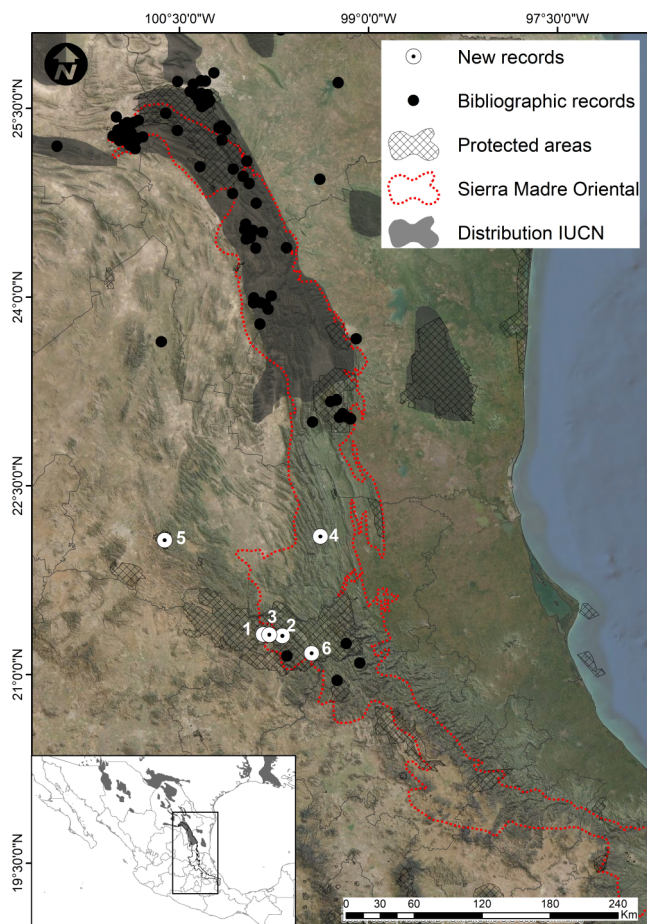 100°30'0"W 99°0'0"W 97°30'0"W
N
New records
Bibliographic records
Protected areas
Sierra Madre Oriental
Distribution IUCN
25°30'0"N
24°0'0"N
22°30'0"N
21°0'0"N
19°30'0"N
5
4
3
1
2
6
0 30 60 120 180 240
Km